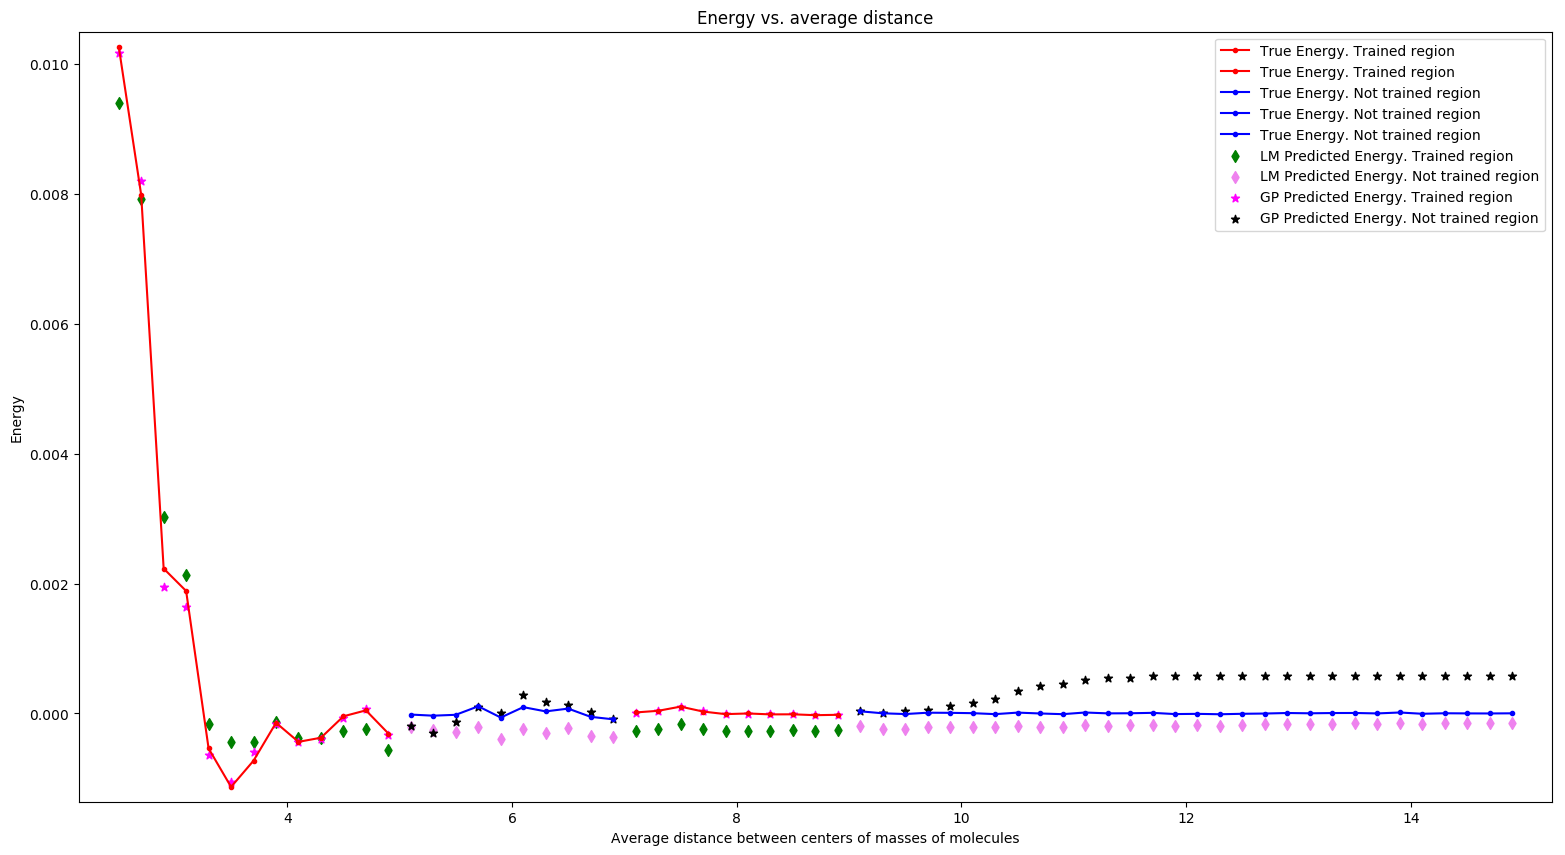 Energy vs. average distance
True Energy. Trained region
True Energy. Trained region
True Energy. Not trained region
True Energy. Not trained region
True Energy. Not trained region
LM Predicted Energy. Trained region
LM Predicted Energy. Not trained region
GP Predicted Energy. Trained region
GP Predicted Energy. Not trained region
0.010
0.008
0.006
0.004
0.002
0.000
Energy
4 6 8 10 12 14
Average distance between centers of masses of molecules